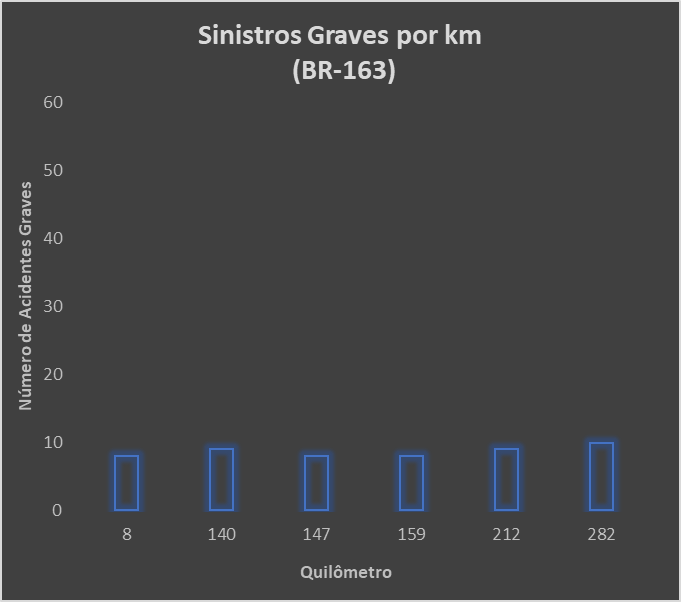 Sinistros Graves por km
(BR-163)
60
50
40
30
20
10
0
Número de Acidentes Graves
8 140 147 159 212 282
Quilômetro